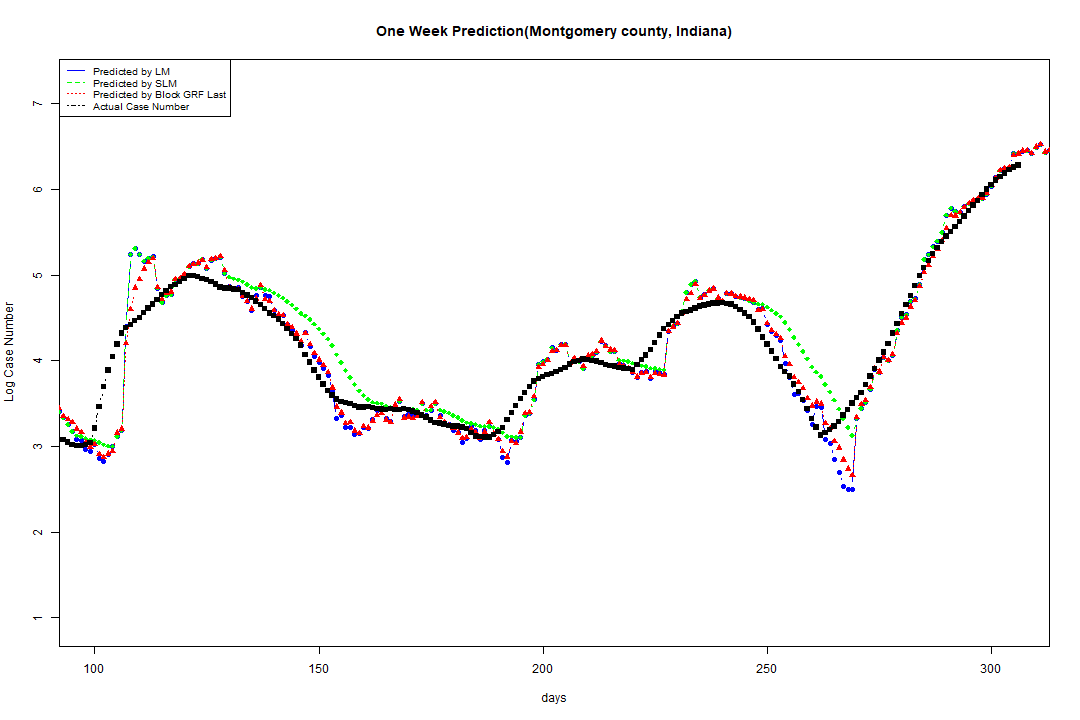 One Week Prediction(Montgomery county, Indiana)
Predicted by LM
Predicted by SLM
Predicted by Block GRF Last
Actual Case Number
7
6
5
4
3
2
1
Log Case Number
100 150 200 250 300
days